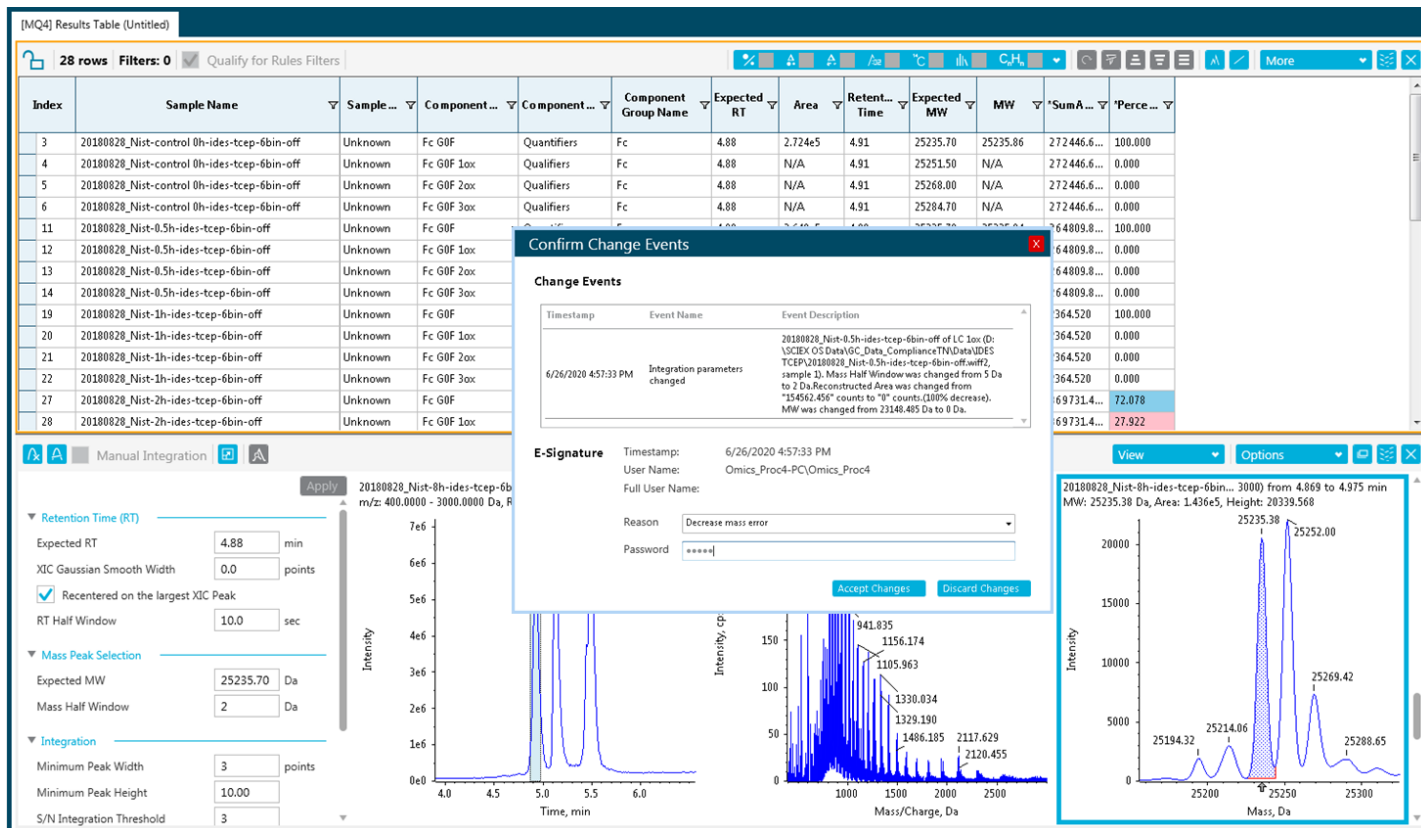 [MQ4] Results Table (Untitled)
28 rows Filters: 0 Qualify for Rules Filters More
Index Sample Name Sample... Component... Component... Component Group Name Expected RT Area Retent... Time Expected MW MW *SumA... *Perce...
3 20180828_Nist-control 0h-ides-tcep-6bin-off Unknown Fc G0F Quantifiers Fc 4.88 2.724e5 4.91 25235.70 25235.86 272446.6... 100.000
4 20180828_Nist-control 0h-ides-tcep-6bin-off Unknown Fc G0F 1ox Qualifiers Fc 4.88 N/A 4.91 25251.50 N/A 272446.6... 0.000
5 20180828_Nist-control 0h-ides-tcep-6bin-off Unknown Fc G0F 2ox Qualifiers Fc 4.88 N/A 4.91 25268.00 N/A 272446.6... 0.000
6 20180828_Nist-control 0h-ides-tcep-6bin-off Unknown Fc G0F 3ox Qualifiers Fc 4.88 N/A 4.91 25284.70 N/A 272446.6... 0.000
11 20180828_Nist-0.5h-ides-tcep-6bin-off Unknown Fc G0F 64809.8... 100.000
12 20180828_Nist-0.5h-ides-tcep-6bin-off Unknown Fc G0F 1ox 64809.8... 0.000
13 20180828_Nist-0.5h-ides-tcep-6bin-off Unknown Fc G0F 2ox 64809.8... 0.000
14 20180828_Nist-0.5h-ides-tcep-6bin-off Unknown Fc G0F 3ox 64809.8... 0.000
19 20180828_Nist-1h-ides-tcep-6bin-off Unknown Fc G0F 364.520 100.000
20 20180828_Nist-1h-ides-tcep-6bin-off Unknown Fc G0F 1ox 364.520 0.000
21 20180828_Nist-1h-ides-tcep-6bin-off Unknown Fc G0F 2ox 364.520 0.000
22 20180828_Nist-1h-ides-tcep-6bin-off Unknown Fc G0F 3ox 364.520 0.000
27 20180828_Nist-2h-ides-tcep-6bin-off Unknown Fc G0F 69731.4... 72.078
28 20180828_Nist-2h-ides-tcep-6bin-off Unknown Fc G0F 1ox 69731.4... 27.922
Confirm Change Events X
Change Events
Timestamp Event Name Event Description
6/26/2020 4:57:33 PM Integration parameters changed
20180828_Nist-0.5h-ides-tcep-6bin-off of LC 1ox (D:
\SCIEX OS Data\GC_Data_ComplianceTN\Data\IDES
TCEP\20180828_Nist-0.5h-ides-tcep-6bin-off.wiff2,
sample 1). Mass Half Window was changed from 5 Da
to 2 Da.Reconstructed Area was changed from
"154562.456" counts to "0" counts.(100% decrease).
MW was changed from 23148.485 Da to 0 Da.
E-Signature
Timestamp: 6/26/2020 4:57:33 PM
User Name: Omics_Proc4-PC\Omics_Proc4
Full User Name:
Reason Decrease mass error
Password
Accept Changes Discard Changes
Manual Integration
View Options
Apply
Retention Time (RT)
Expected RT 4.88 min
XIC Gaussian Smooth Width 0.0 points
Recentered on the largest XIC Peak
RT Half Window 10.0 sec
Mass Peak Selection
Expected MW 25235.70 Da
Mass Half Window 2 Da
Integration
Minimum Peak Width 3 points
Minimum Peak Height 10.00
S/N Integration Threshold 3
20180828_Nist-8h-ides-tcep-6b
m/z: 400.0000 - 3000.0000 Da, R
7e6
6e6
5e6
4e6
3e6
2e6
1e6
0e0
Intensity
4.0 4.5 5.0 5.5 6.0
Time, min
Intensity, cp
150
100
50
0
941.835
1156.174
1105.963
1330.034
1329.190
1486.185
2117.629
2120.455
1000 1500 2000 2500
Mass/Charge, Da
20180828_Nist-8h-ides-tcep-6bin... 3000) from 4.869 to 4.975 min
MW: 25235.38 Da, Area: 1.436e5, Height: 20339.568
25235.38
25252.00
25269.42
25214.06
25194.32
25288.65
20000
15000
10000
5000
0
Intensity
25200 25250 25300
Mass, Da